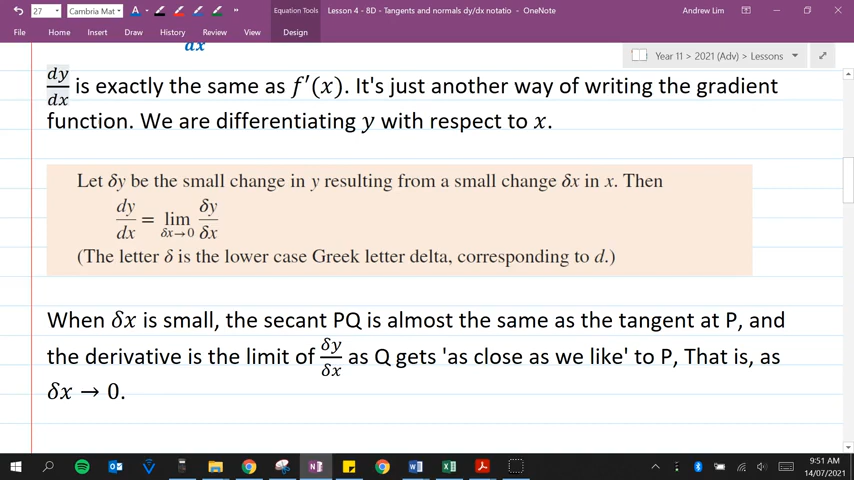 27
Cambria Mat
A
Equation Tools
Lesson 4 - 8D - Tangents and normals dy/dx notatio - OneNote
Andrew Lim
File Home Insert Draw History Review View Design
dx
Year 11 > 2021 (Adv) > Lessons
dy/dx is exactly the same as f′(x). It's just another way of writing the gradient
function. We are differentiating y with respect to x.
Let δy be the small change in y resulting from a small change δx in x. Then
dy/dx = lim δx→0 δy/δx
(The letter δ is the lower case Greek letter delta, corresponding to d.)
When δx is small, the secant PQ is almost the same as the tangent at P, and
the derivative is the limit of δy/δx as Q gets 'as close as we like' to P, That is, as
δx → 0.
9:51 AM
14/07/2021